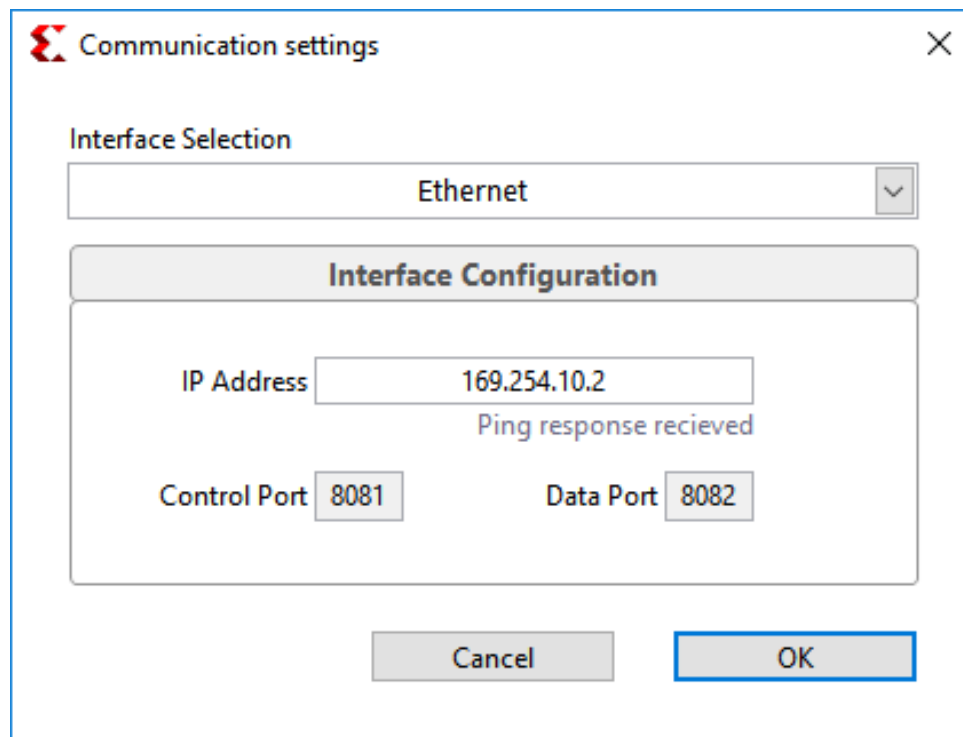 Communication settings
Interface Selection
Ethernet
Interface Configuration
IP Address 169.254.10.2
Ping response recieved
Control Port 8081 Data Port 8082
Cancel OK